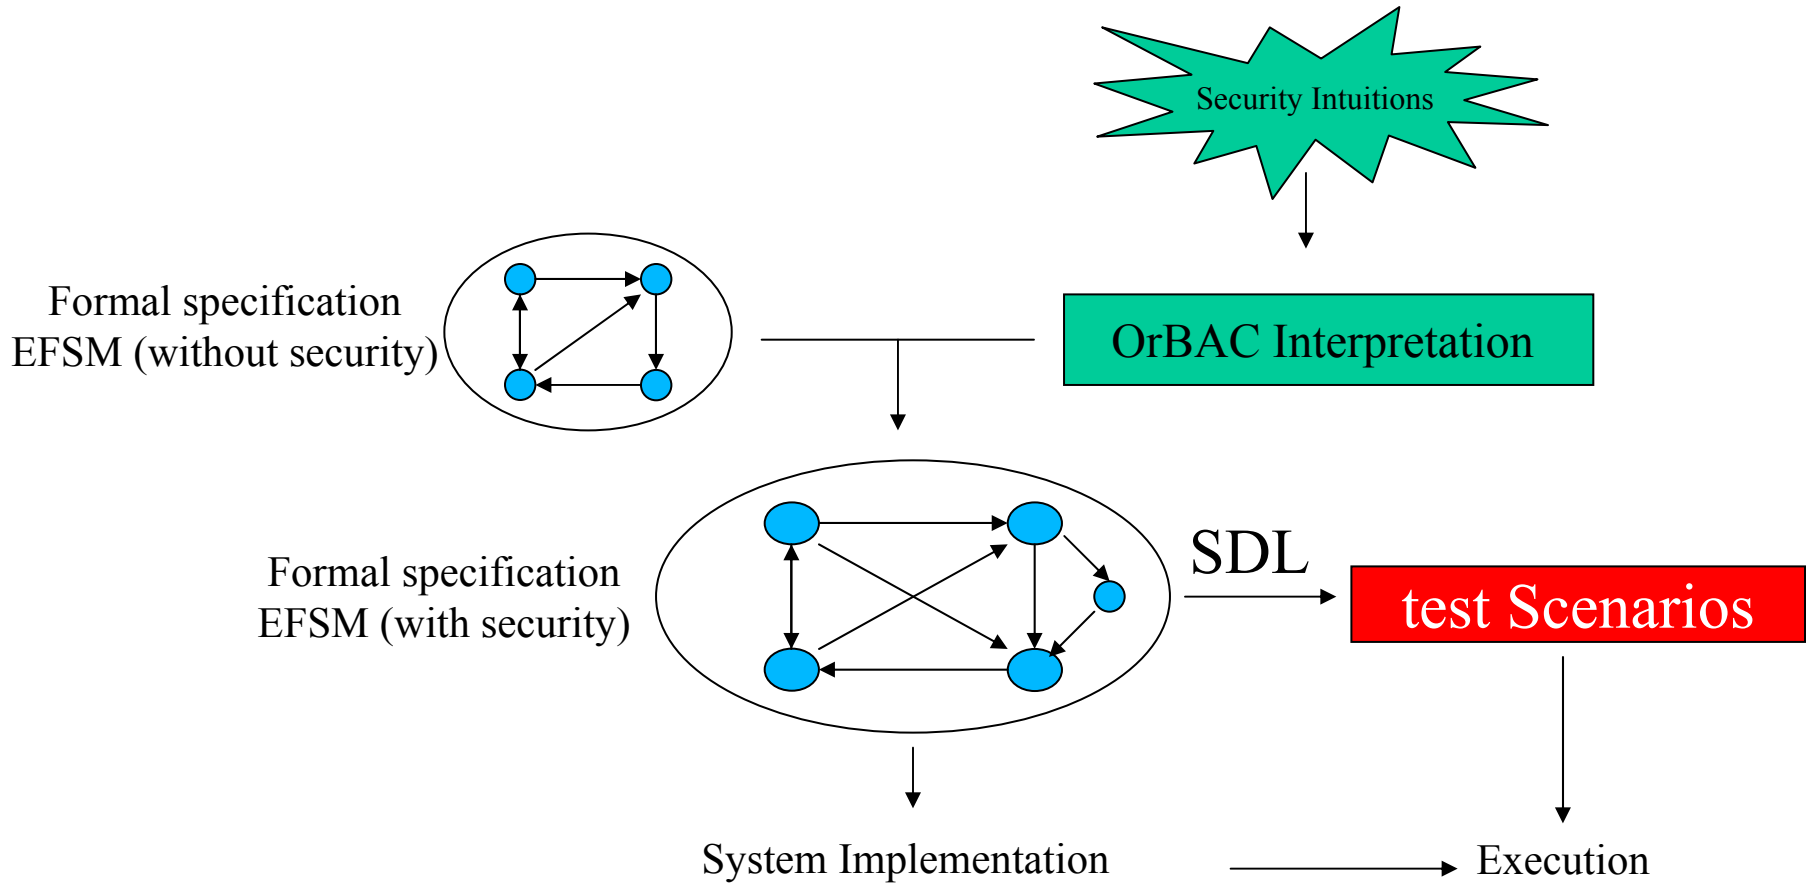 Security Intuitions
Formal specification
EFSM (without security)
OrBAC Interpretation
Formal specification
EFSM (with security)
SDL
test Scenarios
System Implementation
Execution